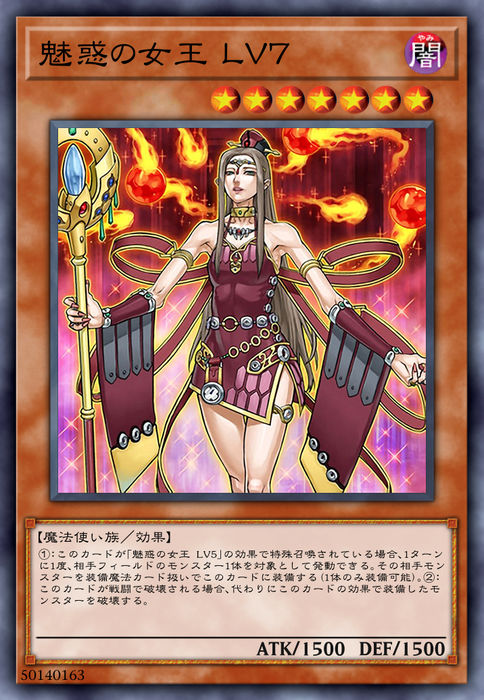 魅惑の女王 LV7
やみ
闇
【魔法使い族／効果】
①:このカードが「魅惑の女王 LV5」の効果で特殊召喚されている場合、1ターン
に1度、相手フィールドのモンスター1体を対象として発動できる。その相手モン
スターを装備魔法カード扱いでこのカードに装備する(1体のみ装備可能)。②:
このカードが戦闘で破壊される場合、代わりにこのカードの効果で装備したモ
ンスターを破壊する。
ATK/1500 DEF/1500
50140163